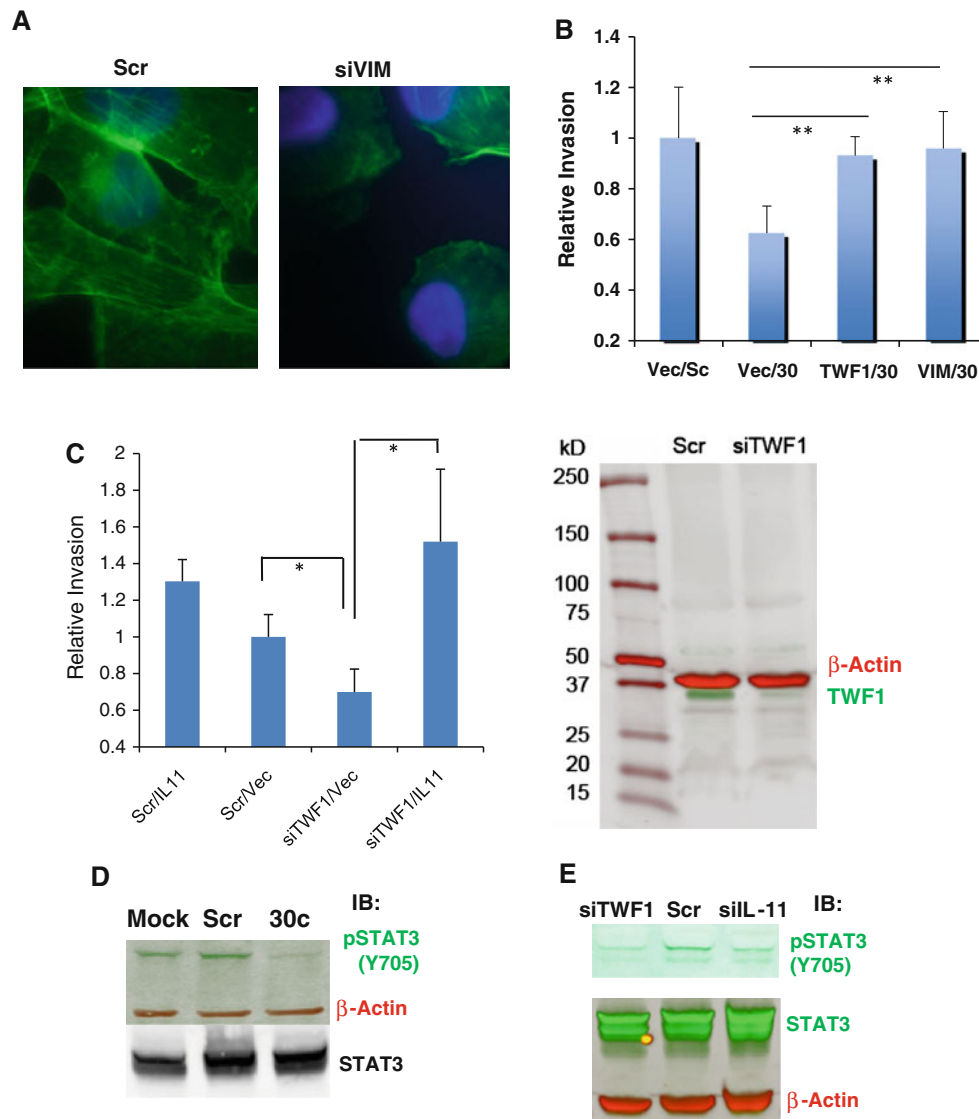 A
Scr siVIM
B
1.4
1.2
1
0.8
0.6
0.4
0.2
Relative Invasion
**
**
Vec/Sc Vec/30 TWF1/30 VIM/30
C
2
1.8
1.6
1.4
1.2
1
0.8
0.6
0.4
Relative Invasion
*
*
Scr/IL11 Scr/Vec siTWF1/Vec siTWF1/IL11
kD Scr siTWF1
250
150
100
75
50
37
25
20
15
β-Actin
TWF1
D
Mock Scr 30c IB:
pSTAT3
(Y705)
β-Actin
STAT3
E
siTWF1 Scr siIL-11 IB:
pSTAT3
(Y705)
STAT3
β-Actin